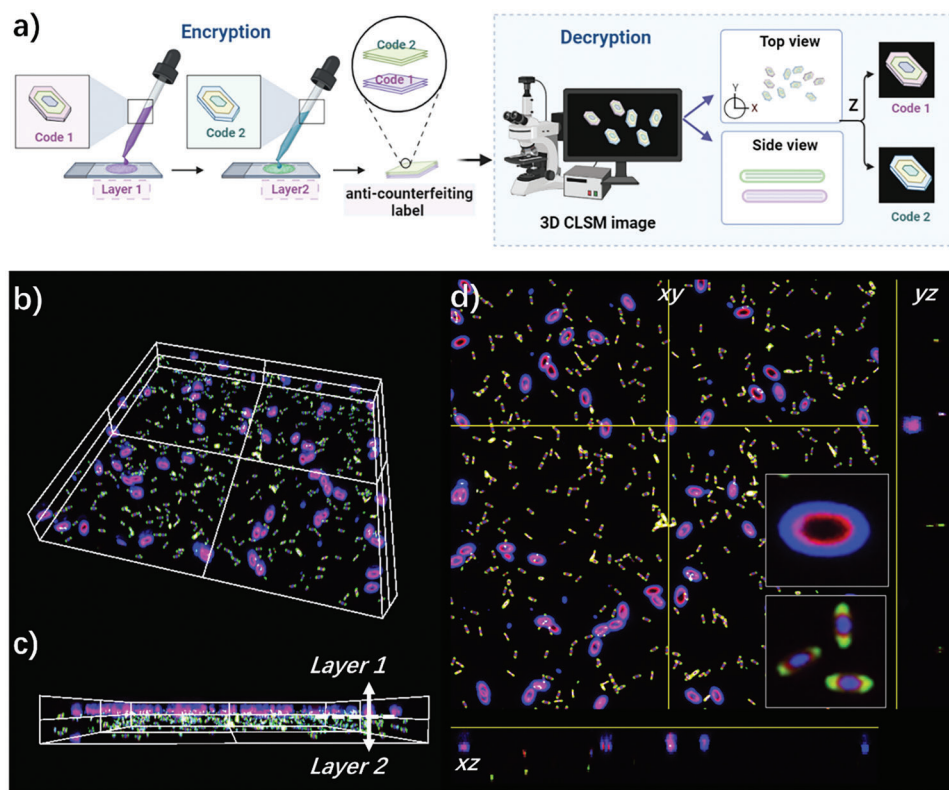 a)
Encryption
Code 1
Layer 1
Code 2
Layer2
Code 2
Code 1
anti-counterfeiting
label
Decryption
3D CLSM image
Top view
Y
X
Side view
Z
Code 1
Code 2
b)
c)
Layer 1
Layer 2
d)
xy
yz
xz